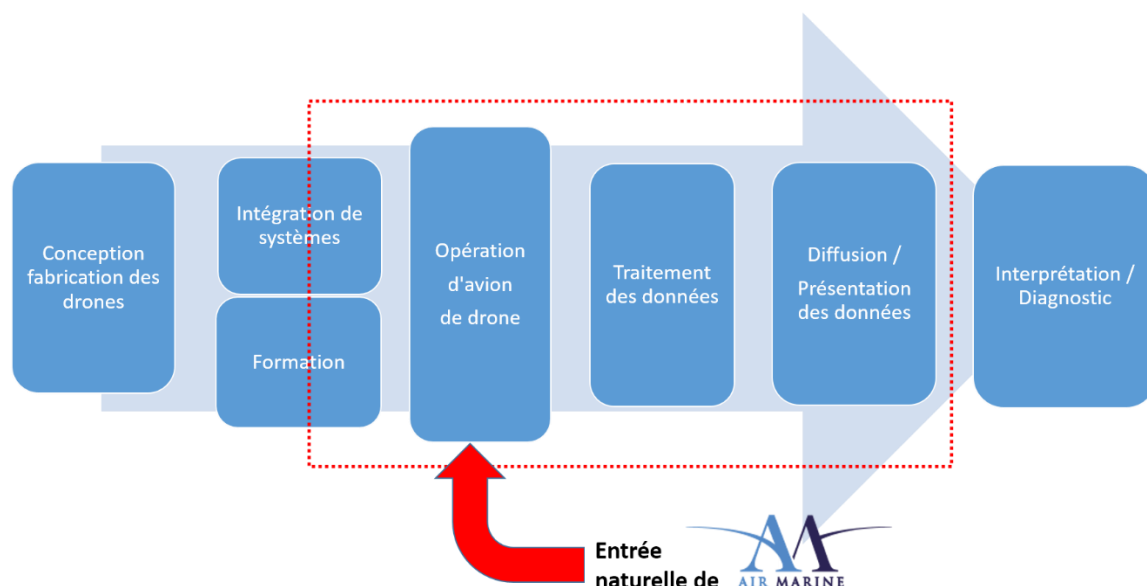 Conception
fabrication des
drones
Intégration de
systèmes
Formation
Opération
d'avion
de drone
Traitement
des données
Diffusion /
Présentation
des données
Interprétation /
Diagnostic
Entrée
naturelle de
AIR MARINE